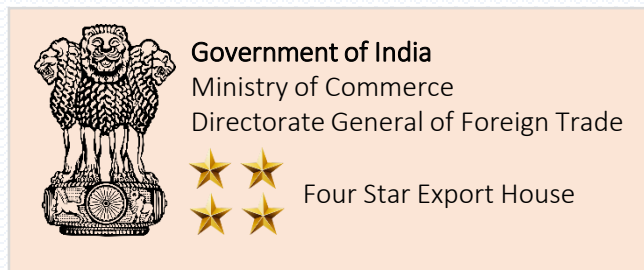 Government of India
Ministry of Commerce
Directorate General of Foreign Trade
Four Star Export House